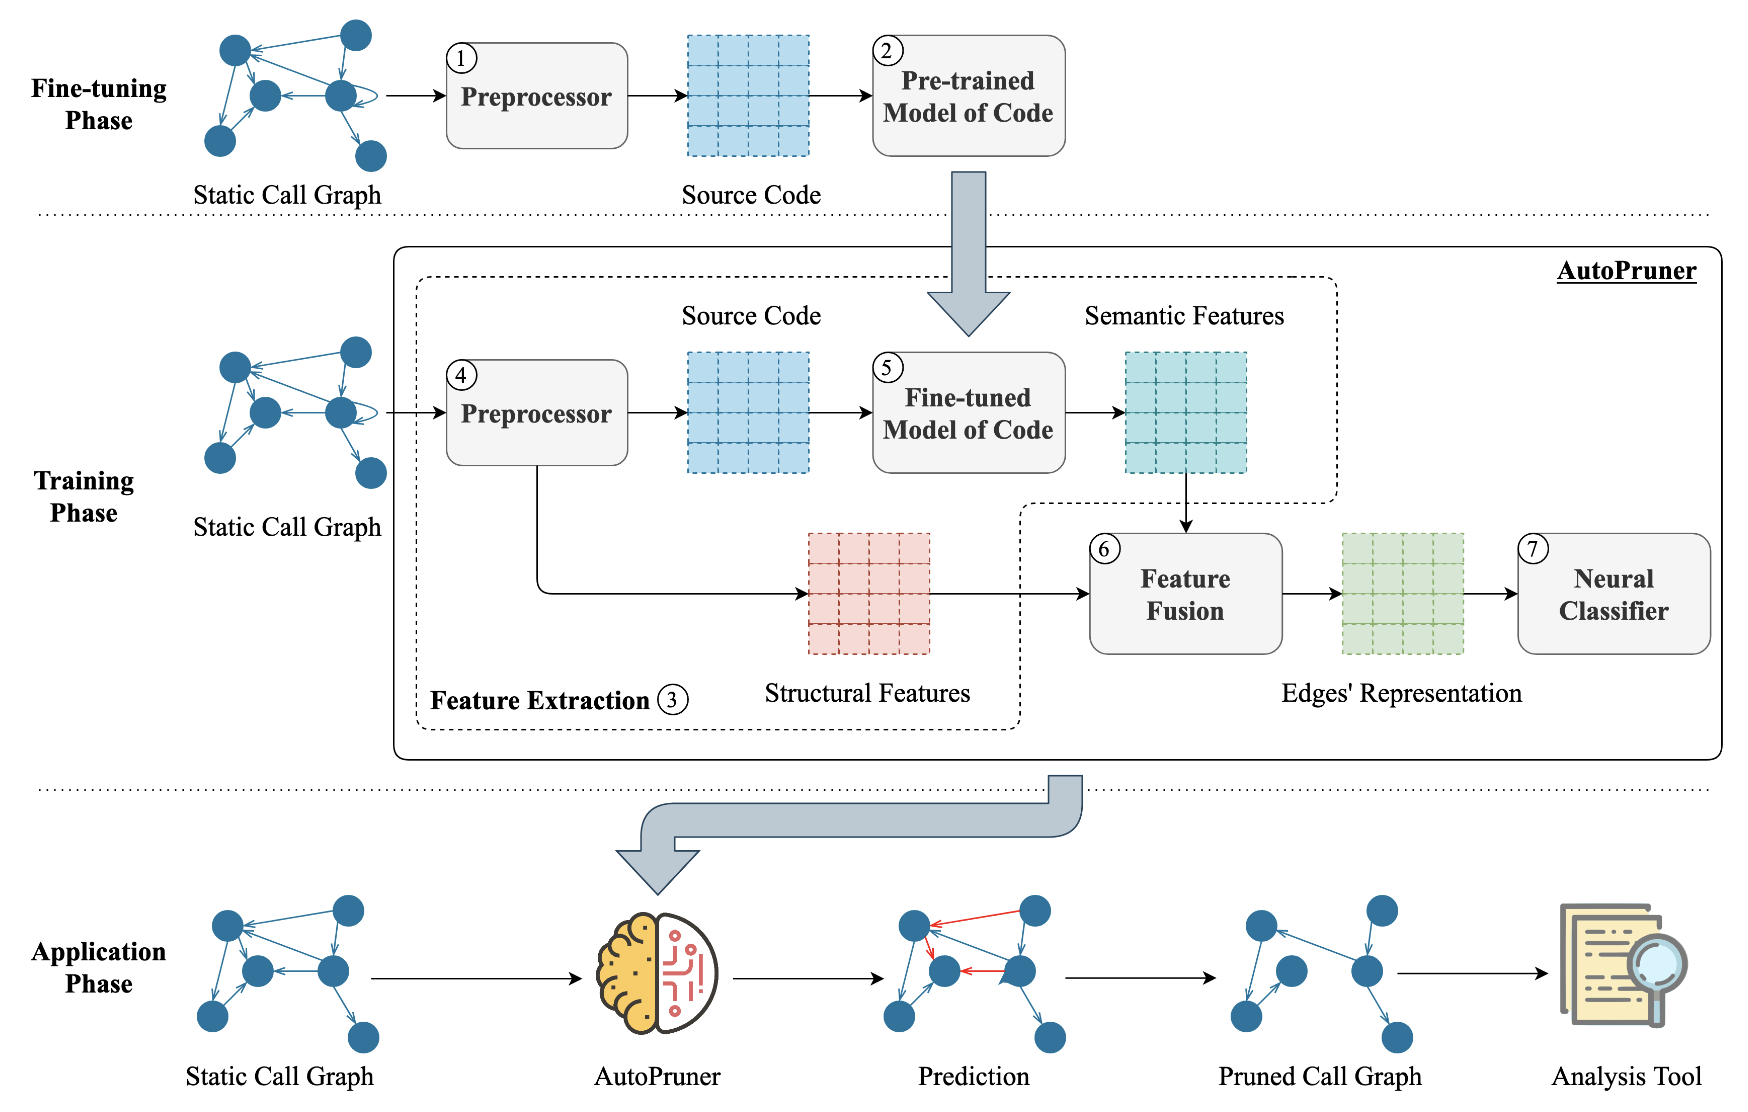 Fine-tuning
Phase
1
Preprocessor
2
Pre-trained
Model of Code
Static Call Graph
Source Code
AutoPruner
Source Code
Semantic Features
Training
Phase
4
Preprocessor
5
Fine-tuned
Model of Code
Static Call Graph
6
Feature
Fusion
7
Neural
Classifier
Feature Extraction 3
Structural Features
Edges' Representation
Application
Phase
Static Call Graph
AutoPruner
Prediction
Pruned Call Graph
Analysis Tool